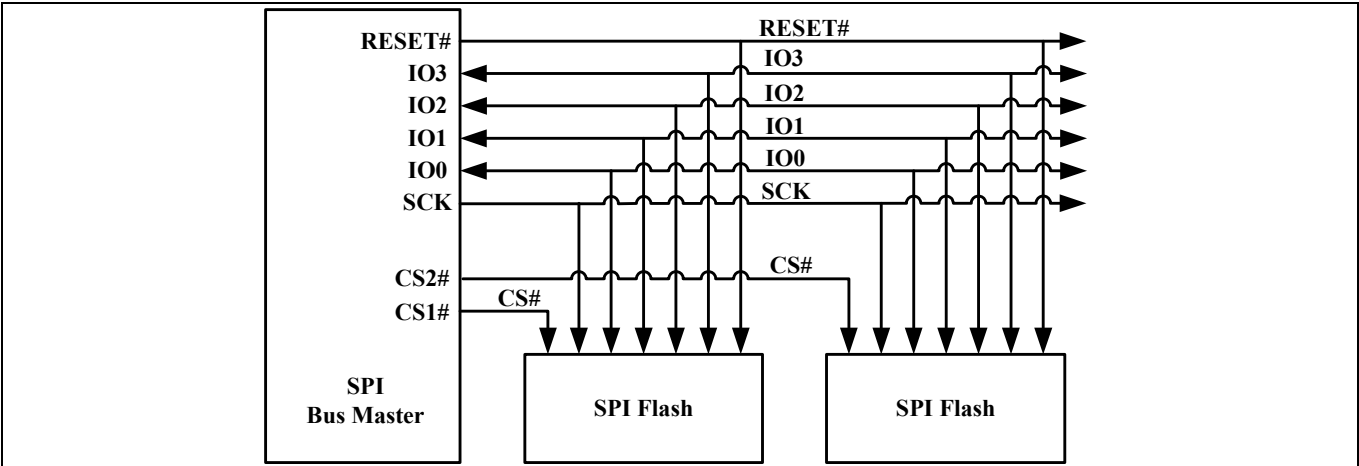 RESET#
RESET#
IO3
IO3
IO2
IO2
IO1
IO1
IO0
IO0
SCK
SCK
CS2#
CS#
CS1#
CS#
SPI
Bus Master
SPI Flash
SPI Flash